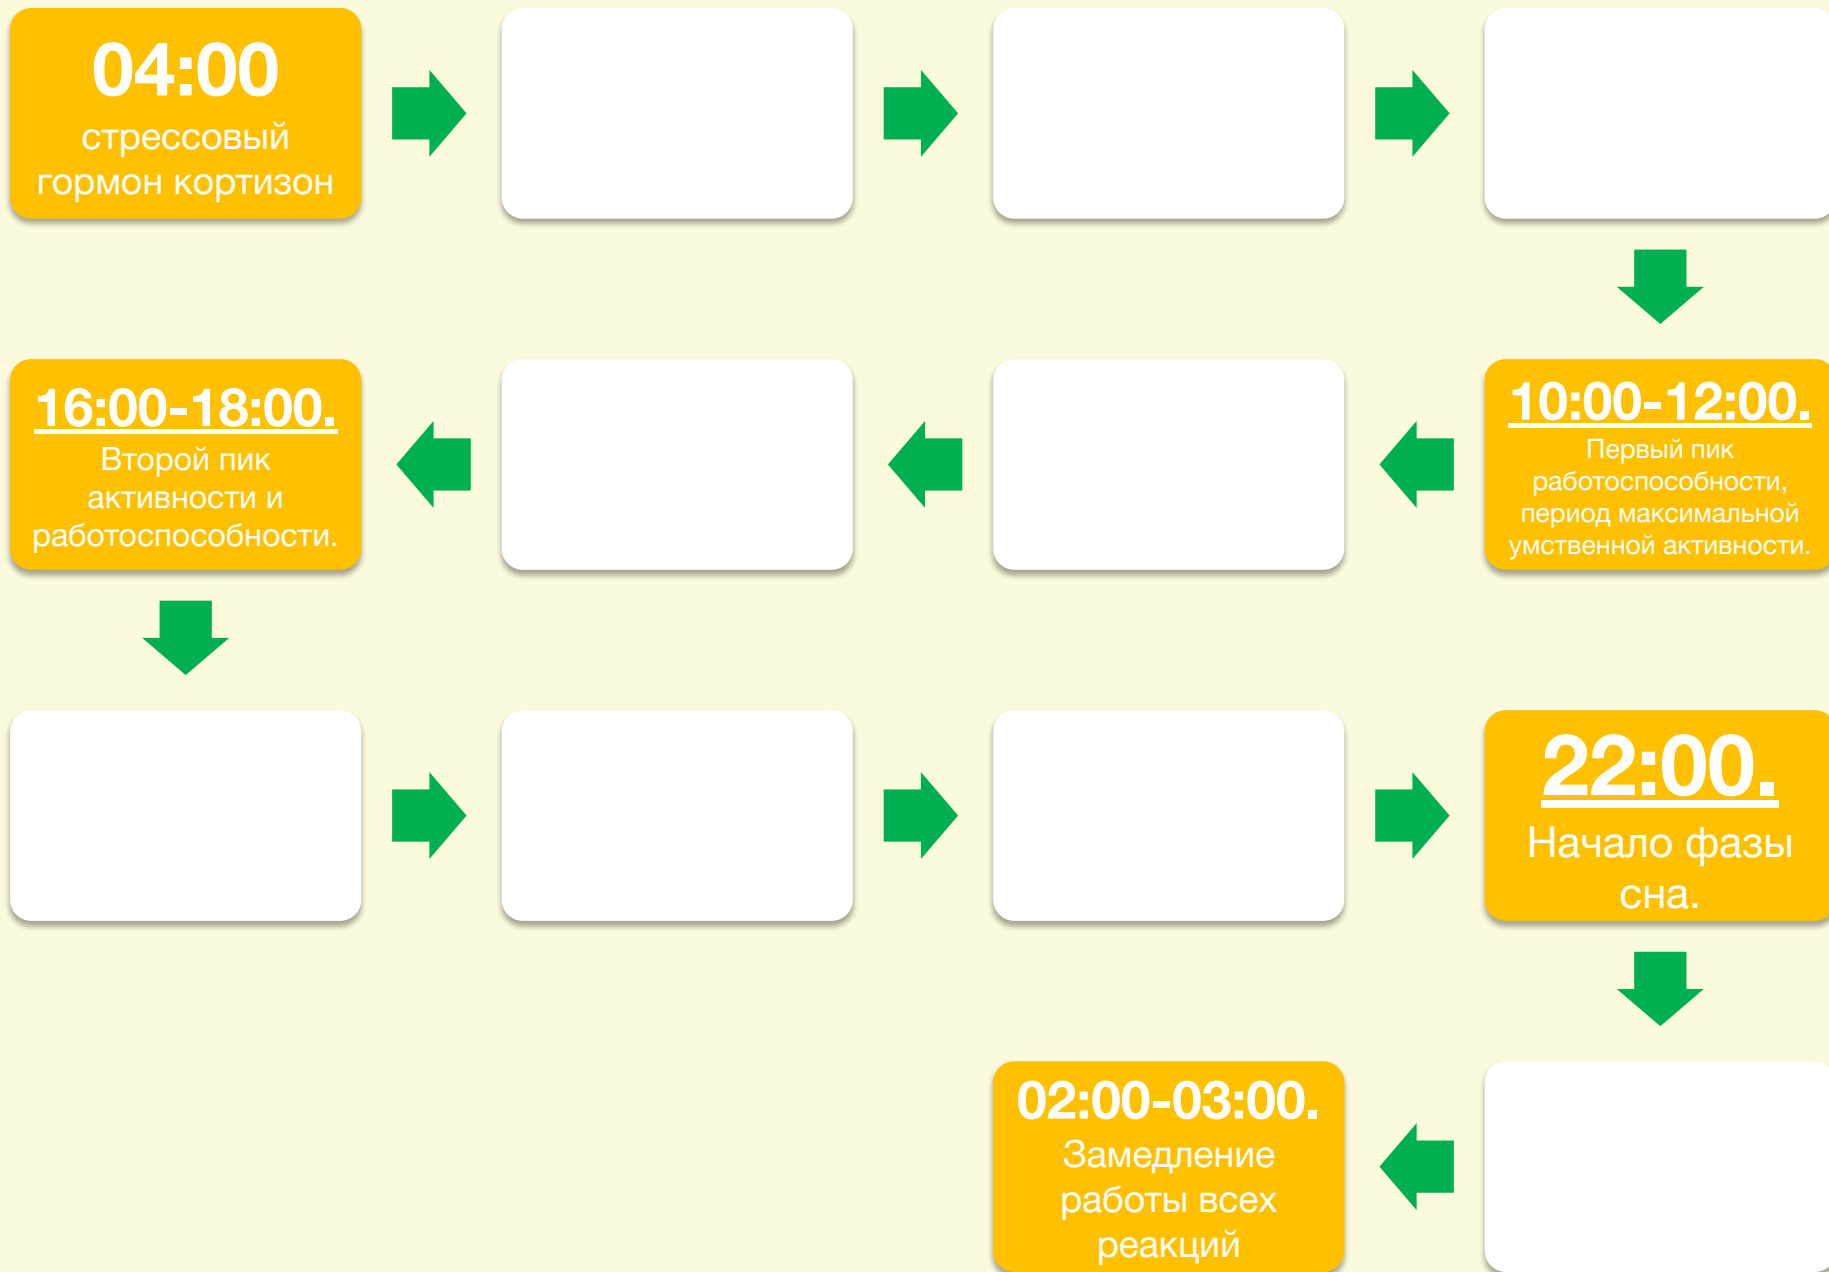 04:00
стрессовый
гормон кортизон
10:00-12:00.
Первый пик
работоспособности,
период максимальной
умственной активности.
16:00-18:00.
Второй пик
активности и
работоспособности.
22:00.
Начало фазы
сна.
02:00-03:00.
Замедление
работы всех
реакций